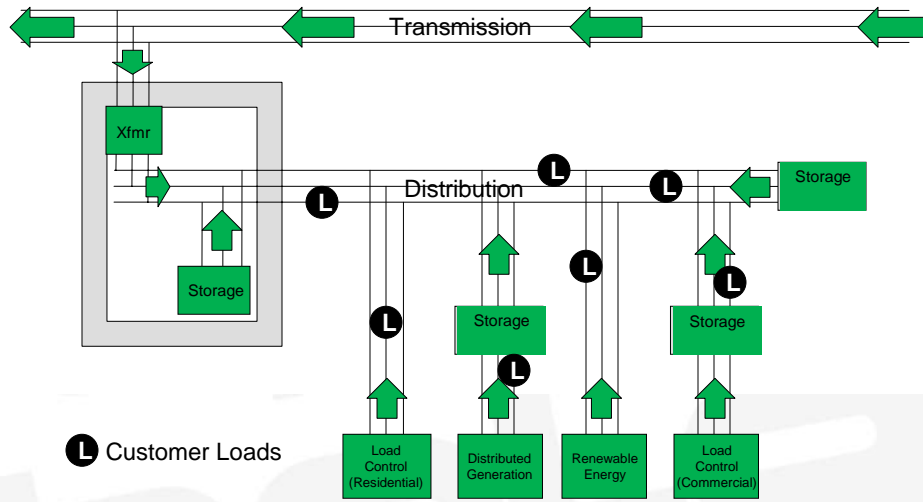 Transmission
Xfmr
L
Distribution
L
L
Storage
L
L
Storage
Storage
Storage
L
L
L Customer Loads
Load
Control
(Residential)
Distributed
Generation
Renewable
Energy
Load
Control
(Commercial)